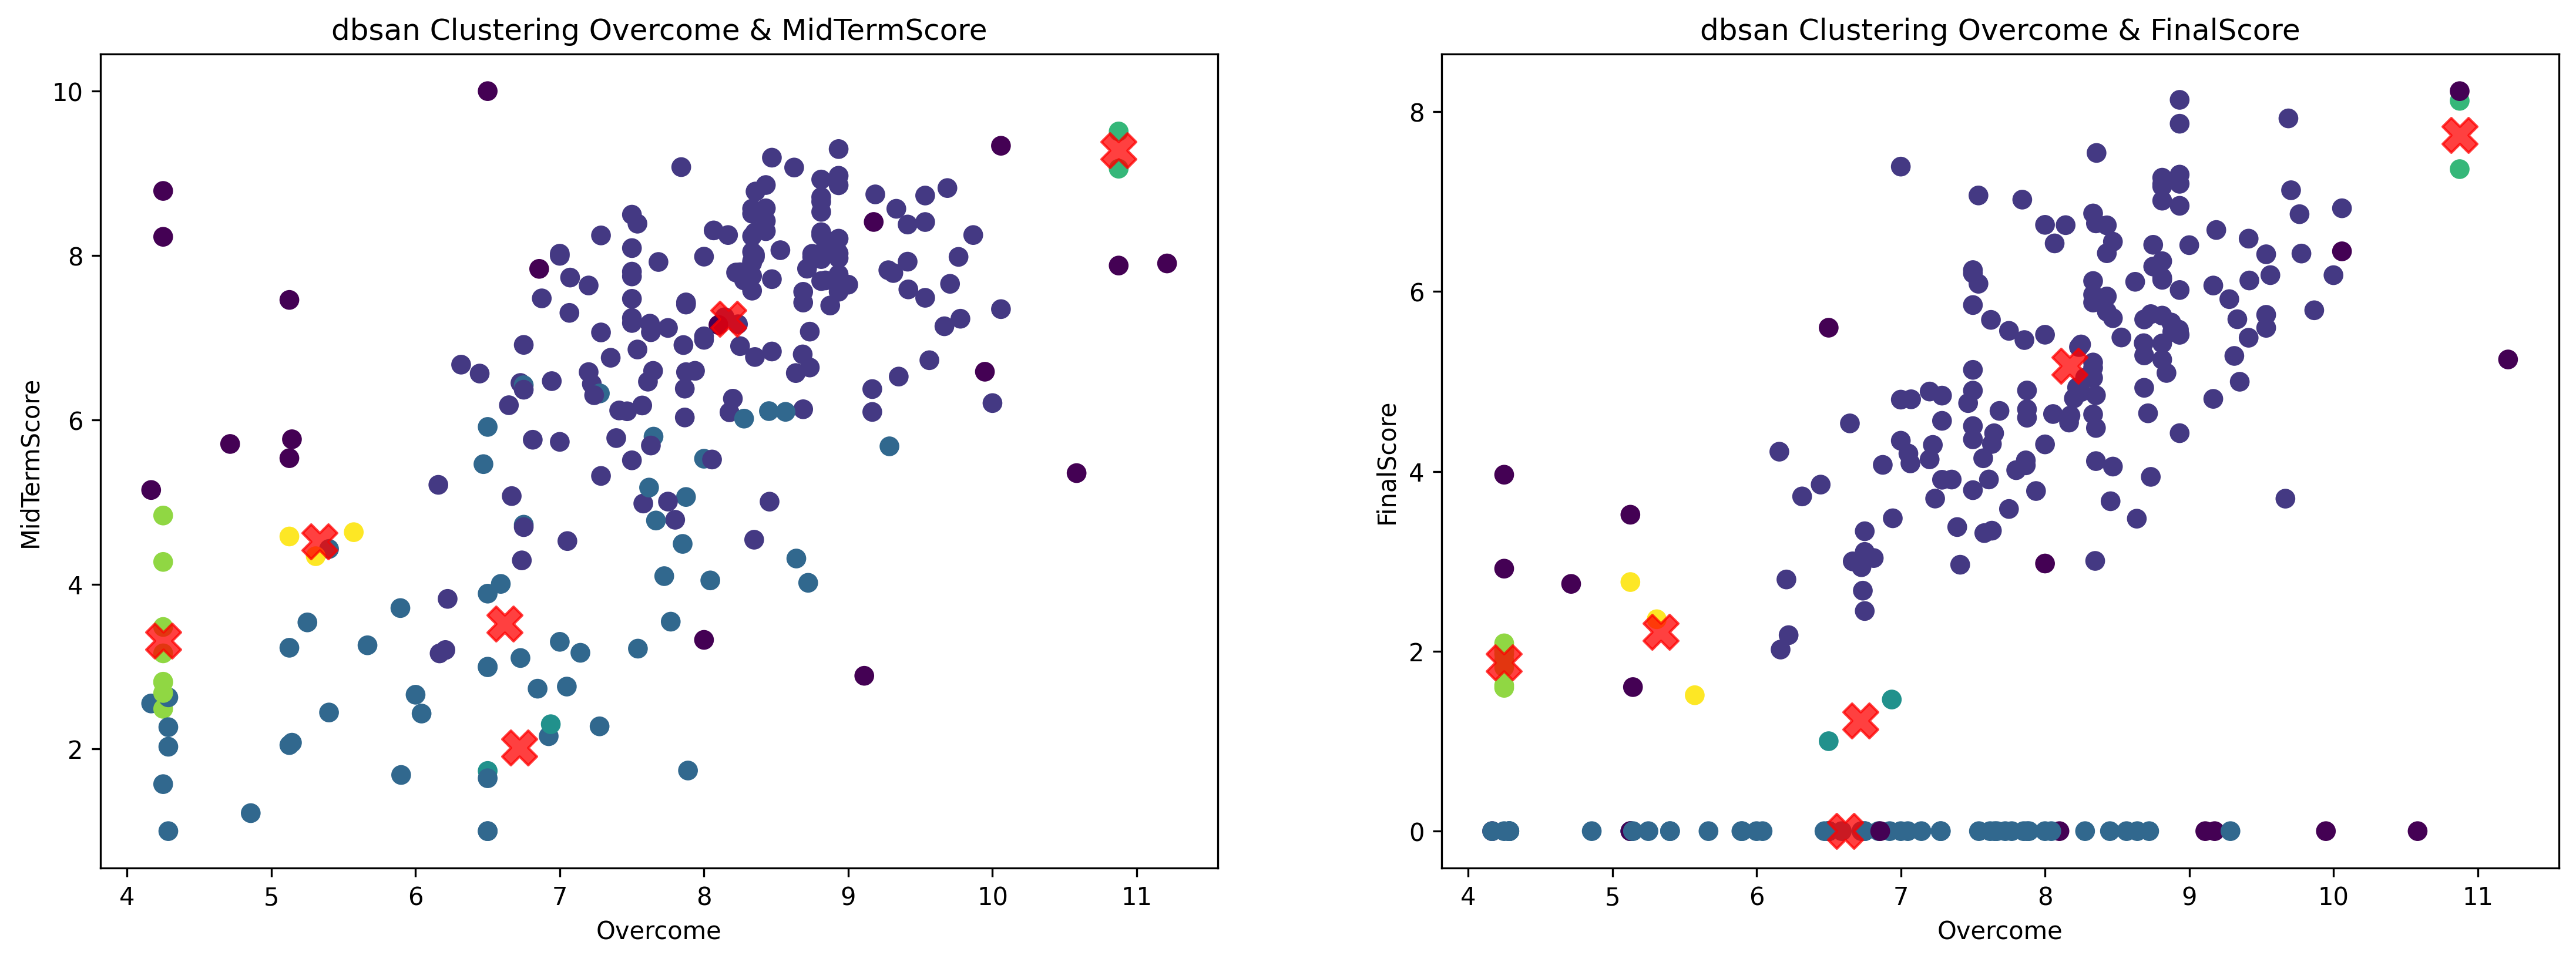 dbsan Clustering Overcome & MidTermScore
MidTermScore
10
8
6
4
2
4 5 6 7 8 9 10 11
Overcome
dbsan Clustering Overcome & FinalScore
FinalScore
8
6
4
2
0
4 5 6 7 8 9 10 11
Overcome